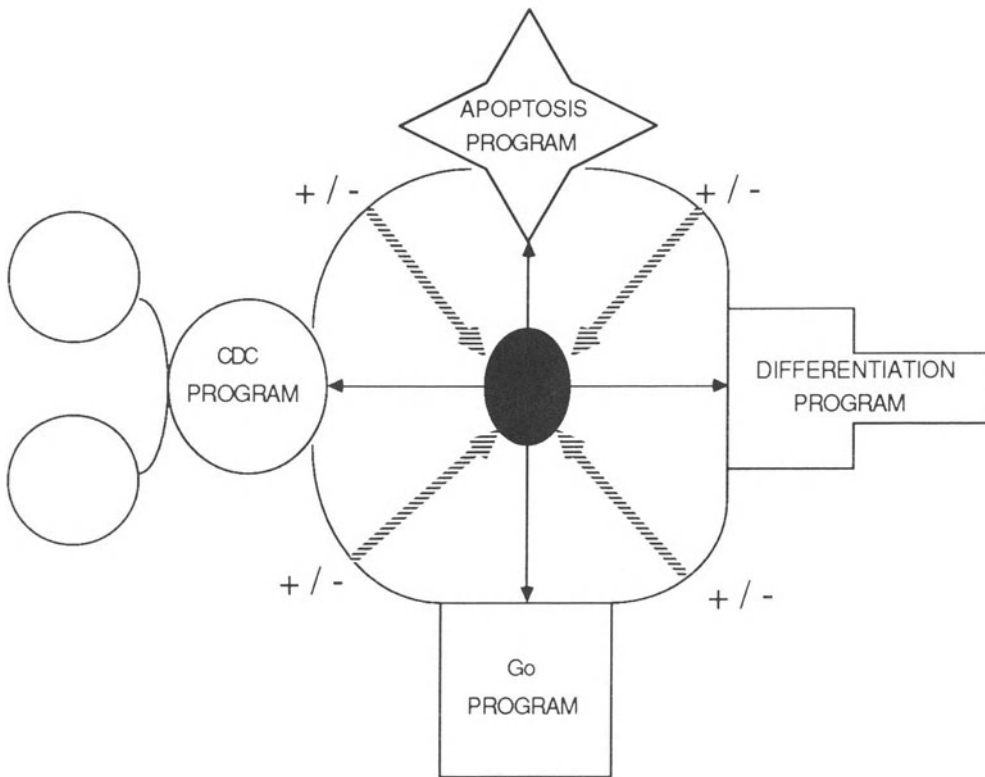 APOPTOSIS
PROGRAM
+ / -
+ / -
CDC
PROGRAM
DIFFERENTIATION
PROGRAM
+ / -
+ / -
Go
PROGRAM